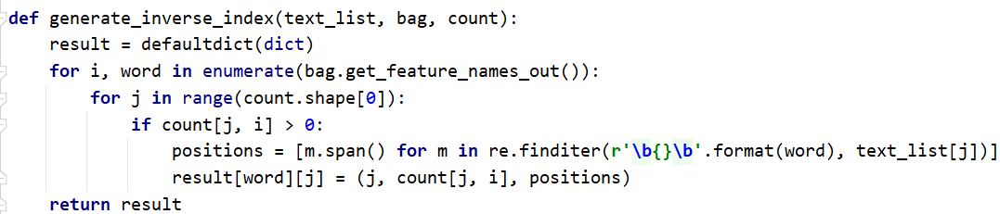 def generate_inverse_index(text_list, bag, count):
    result = defaultdict(dict)
    for i, word in enumerate(bag.get_feature_names_out()):
        for j in range(count.shape[0]):
            if count[j, i] > 0:
                positions = [m.span() for m in re.finditer(r'\b{}\b'.format(word), text_list[j])]
                result[word][j] = (j, count[j, i], positions)
    return result